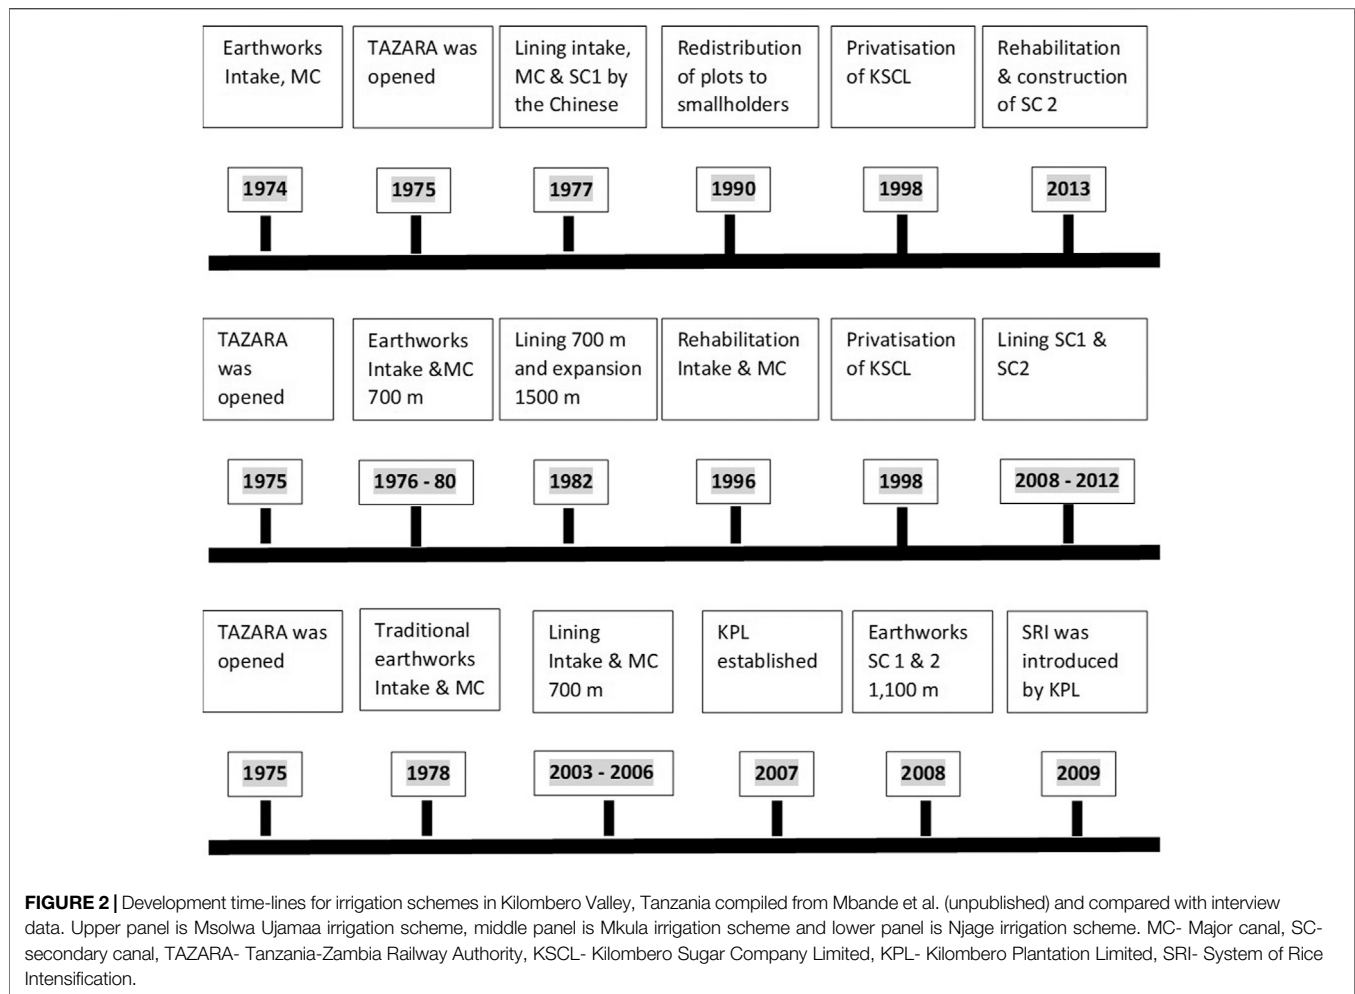 Earthworks
Intake, MC
TAZARA was
opened
Lining intake,
MC & SC1 by
the Chinese
Redistribution
of plots to
smallholders
Privatisation
of KSCL
Rehabilitation
& construction
of SC 2
1974
1975
1977
1990
1998
2013
TAZARA
was
opened
Earthworks
Intake &MC
700 m
Lining 700 m
and expansion
1500 m
Rehabilitation
Intake & MC
Privatisation
of KSCL
Lining SC1 &
SC2
1975
1976 - 80
1982
1996
1998
2008 - 2012
TAZARA was
opened
Traditional
earthworks
Intake & MC
Lining
Intake & MC
700 m
KPL
established
Earthworks
SC 1 & 2
1,100 m
SRI was
introduced
by KPL
1975
1978
2003 - 2006
2007
2008
2009
FIGURE 2 | Development time-lines for irrigation schemes in Kilombero Valley, Tanzania compiled from Mbande et al. (unpublished) and compared with interview
data. Upper panel is Msolwa Ujamaa irrigation scheme, middle panel is Mkula irrigation scheme and lower panel is Njage irrigation scheme. MC- Major canal, SC-
secondary canal, TAZARA- Tanzania-Zambia Railway Authority, KSCL- Kilombero Sugar Company Limited, KPL- Kilombero Plantation Limited, SRI- System of Rice
Intensification.